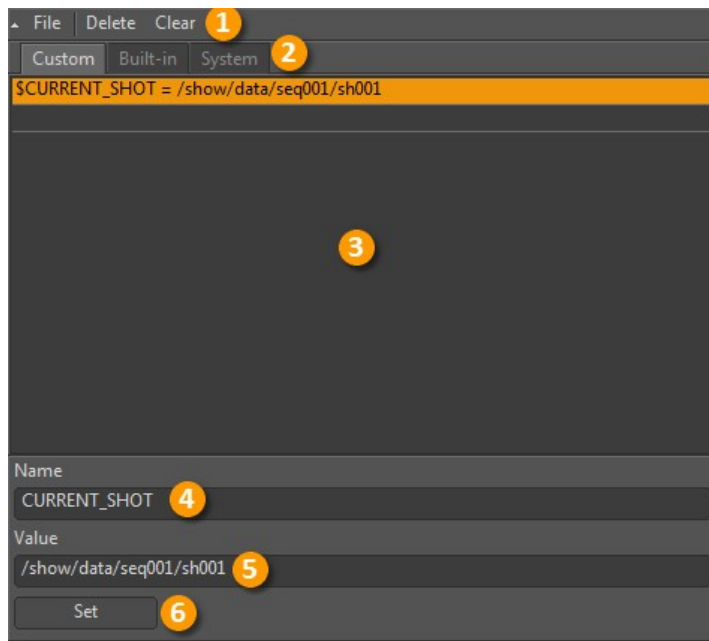 File Delete Clear 1
Custom Built-in System 2
$CURRENT_SHOT = /show/data/seq001/sh001
3
Name
CURRENT_SHOT 4
Value
/show/data/seq001/sh001 5
Set 6